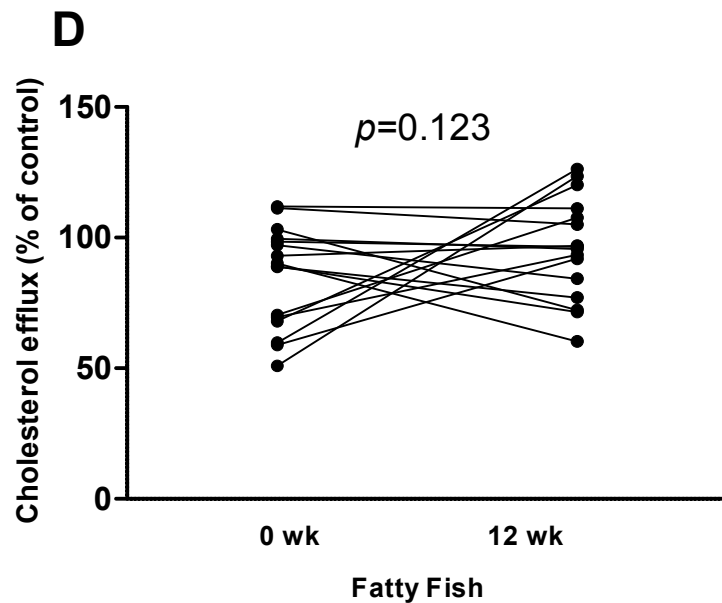 D
Cholesterol efflux (% of control)
150
100
50
0
p=0.123
0 wk
12 wk
Fatty Fish